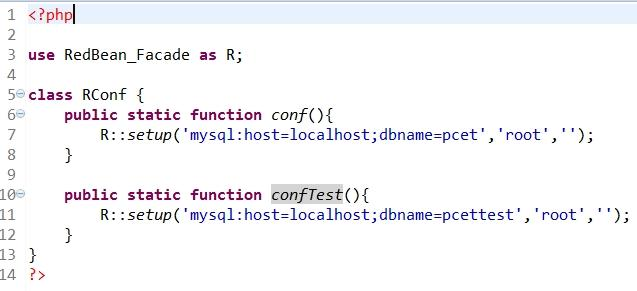 1 <?php
2
3 use RedBean_Facade as R;
4
5 class RConf {
6     public static function conf(){
7         R::setup('mysql:host=localhost;dbname=pcet','root','');
8     }
9
10     public static function confTest(){
11         R::setup('mysql:host=localhost;dbname=pcettest','root','');
12     }
13 }
14 ?>